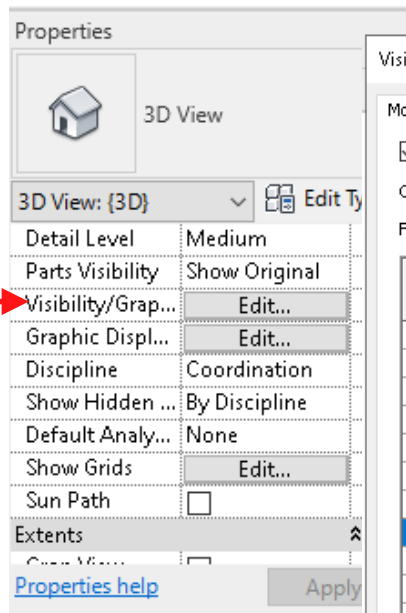 Properties
3D View
3D View: {3D}
Edit Ty
Detail Level Medium
Parts Visibility Show Original
Visibility/Grap... Edit...
Graphic Displ... Edit...
Discipline Coordination
Show Hidden ... By Discipline
Default Analy... None
Show Grids Edit...
Sun Path
Extents
Properties help Apply
Visi
Mo